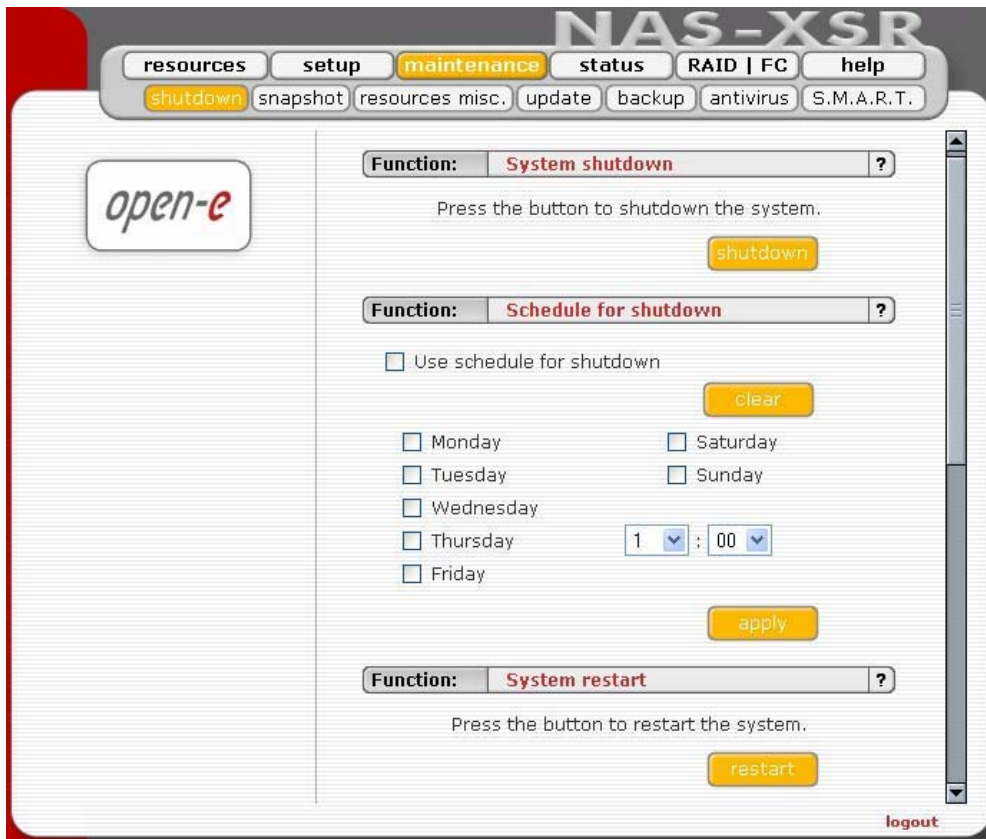 NAS-XSR
resources setup maintenance status RAID | FC help
shutdown snapshot resources misc. update backup antivirus S.M.A.R.T.
open-e
Function: System shutdown ?
Press the button to shutdown the system.
shutdown
Function: Schedule for shutdown ?
Use schedule for shutdown
clear
Monday Saturday
Tuesday Sunday
Wednesday
Thursday 1 : 00
Friday
apply
Function: System restart ?
Press the button to restart the system.
restart
logout